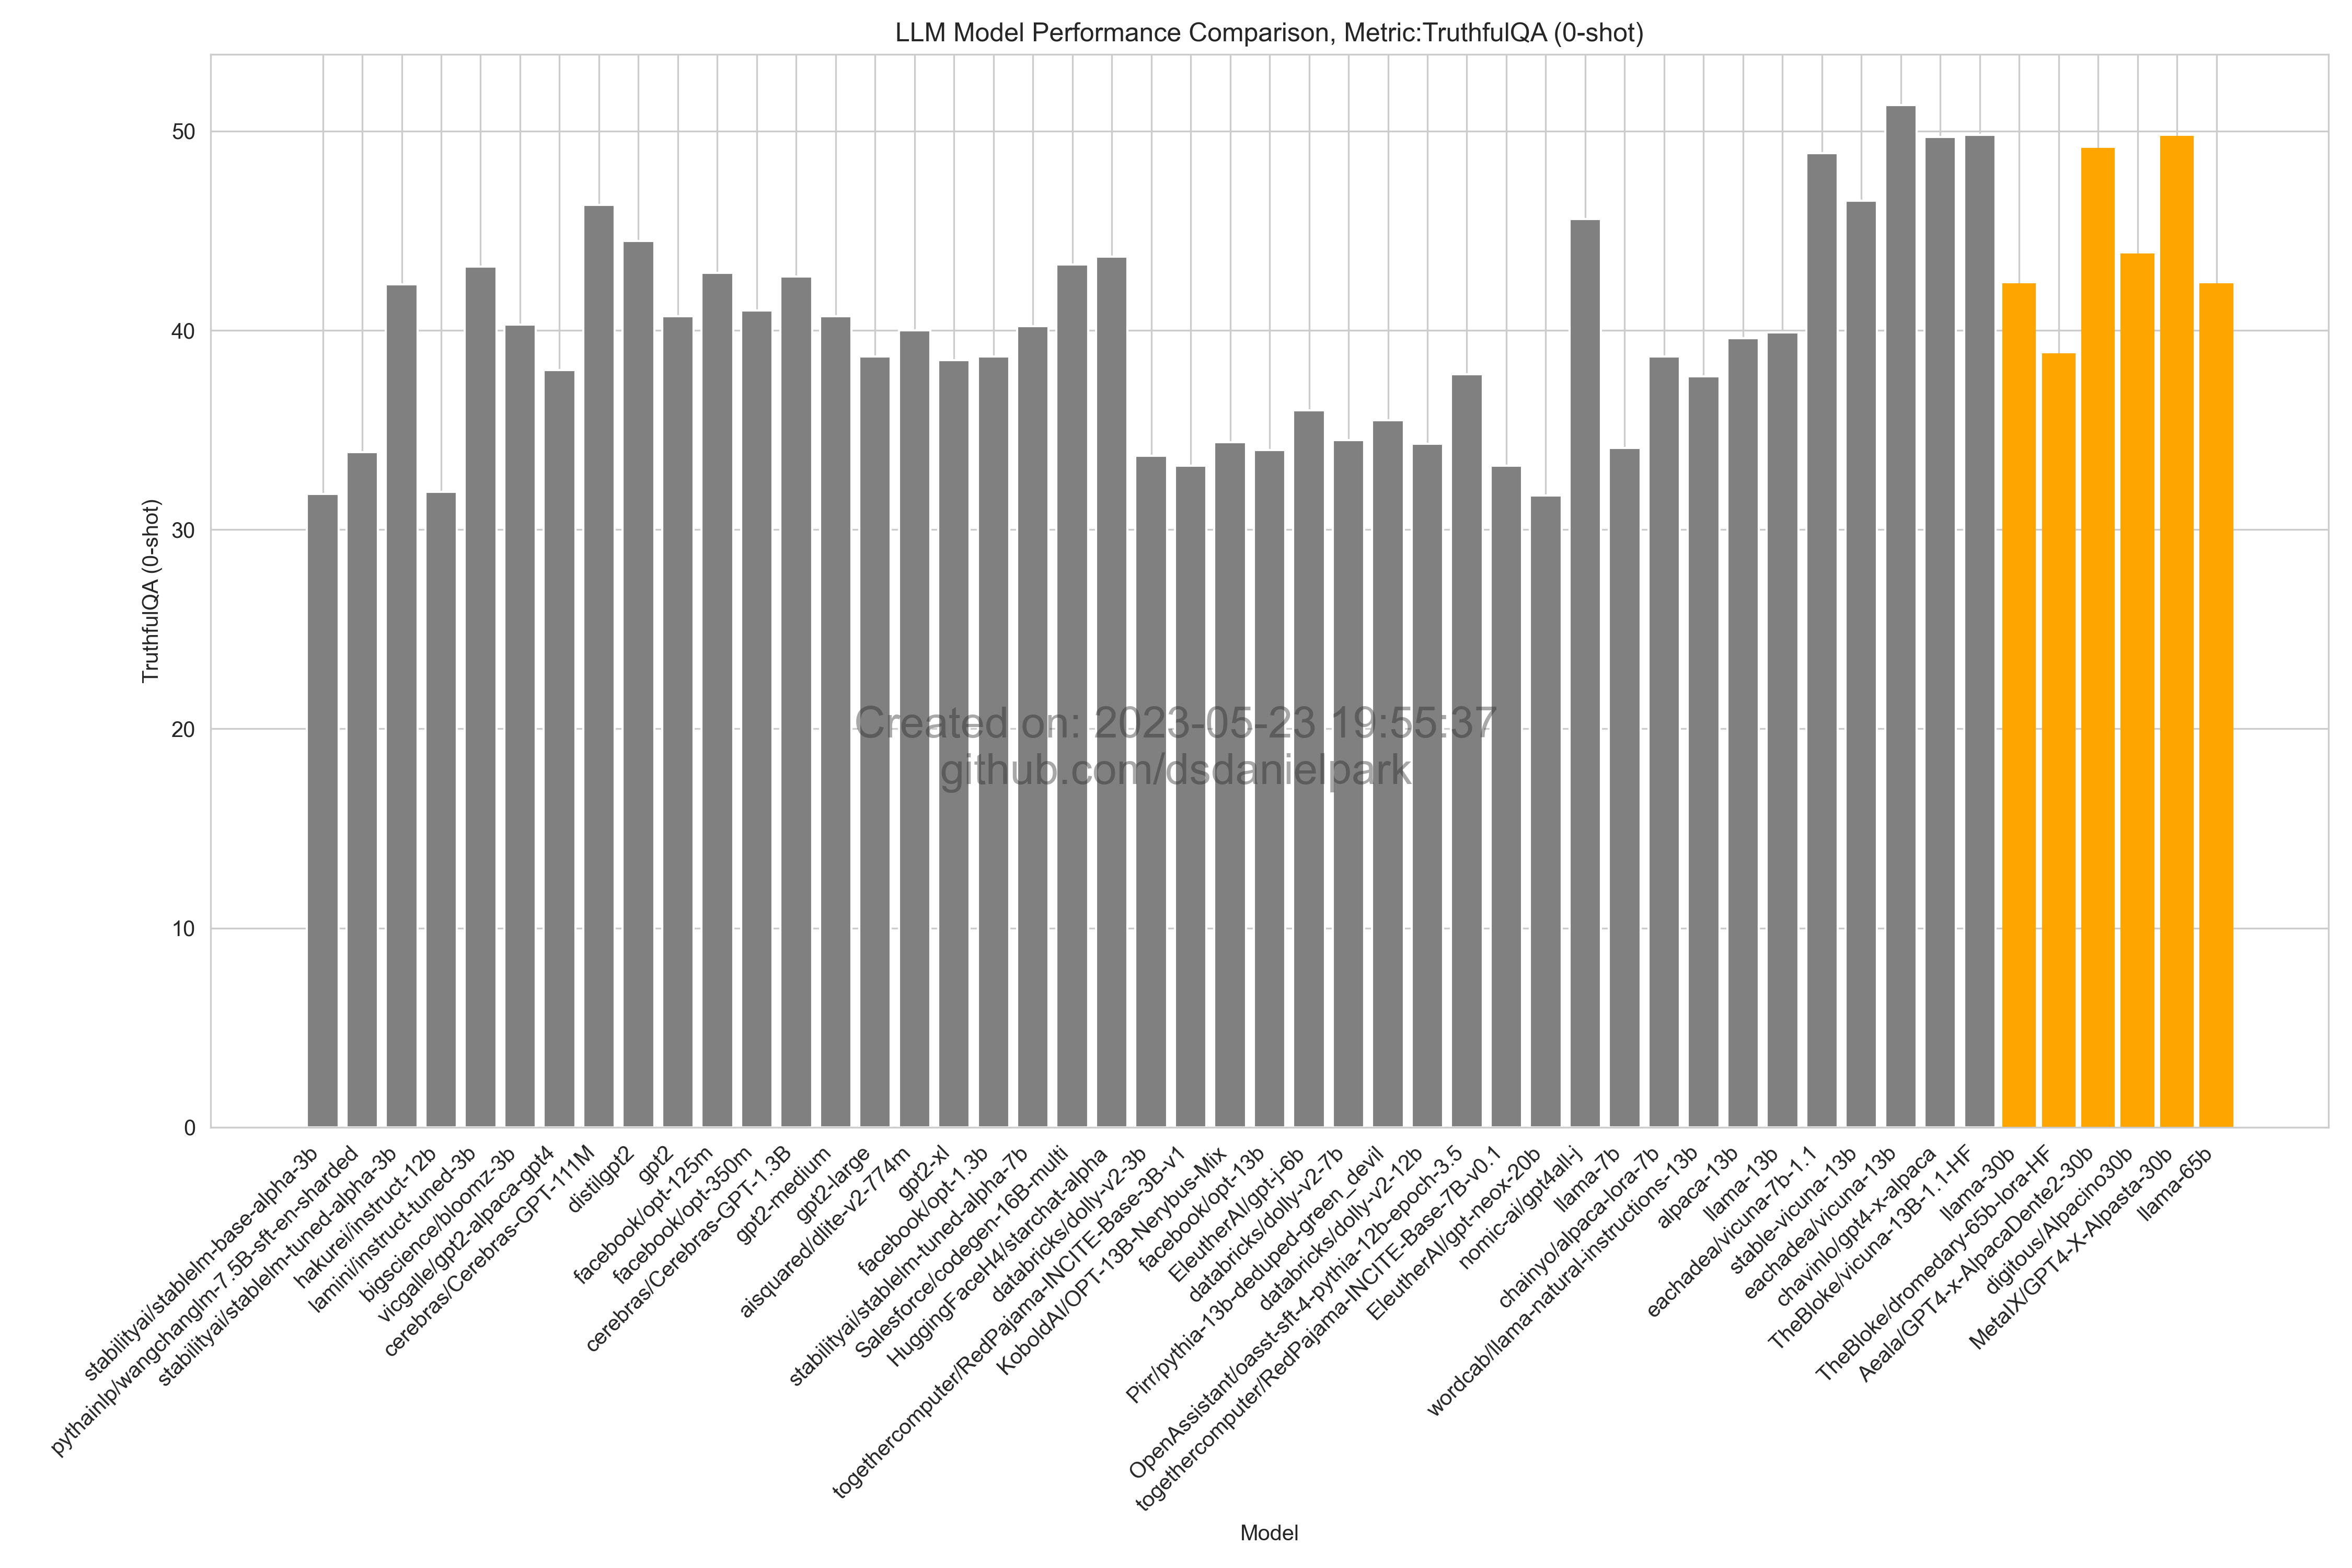 LLM Model Performance Comparison, Metric:TruthfulQA (0-shot)
TruthfulQA (0-shot)
50
40
30
20
10
0
Created on: 2023-05-23 19:55:37
github.com/dsdanielpark
stabilityai/stablelm-base-alpha-3b
pythainlp/wangchanglm-7.5B-sft-en-sharded
stabilityai/stablelm-tuned-alpha-3b
hakurei/instruct-12b
lamini/instruct-tuned-3b
bigscience/bloomz-3b
vicgalle/gpt2-alpaca-gpt4
cerebras/Cerebras-GPT-111M
distilgpt2
gpt2
facebook/opt-125m
facebook/opt-350m
cerebras/Cerebras-GPT-1.3B
gpt2-medium
gpt2-large
aisquared/dlite-v2-774m
gpt2-xl
facebook/opt-1.3b
stabilityai/stablelm-tuned-alpha-7b
Salesforce/codegen-16B-multi
HuggingFaceH4/starchat-alpha
databricks/dolly-v2-3b
togethercomputer/RedPajama-INCITE-Base-3B-v1
KoboldAI/OPT-13B-Nerybus-Mix
facebook/opt-13b
EleutherAI/gpt-j-6b
databricks/dolly-v2-7b
Pirr/pythia-13b-deduped-green_devil
databricks/dolly-v2-12b
OpenAssistant/oasst-sft-4-pythia-12b-epoch-3.5
togethercomputer/RedPajama-INCITE-Base-7B-v0.1
EleutherAI/gpt-neox-20b
nomic-ai/gpt4all-j
llama-7b
chainyo/alpaca-lora-7b
wordcab/llama-natural-instructions-13b
alpaca-13b
llama-13b
eachadea/vicuna-7b-1.1
stable-vicuna-13b
eachadea/vicuna-13b
chavinlo/gpt4-x-alpaca
TheBloke/vicuna-13B-1.1-HF
llama-30b
TheBloke/dromedary-65b-lora-HF
Aeala/GPT4-x-AlpacaDente2-30b
digitous/Alpacino30b
MetaIX/GPT4-X-Alpasta-30b
llama-65b
Model